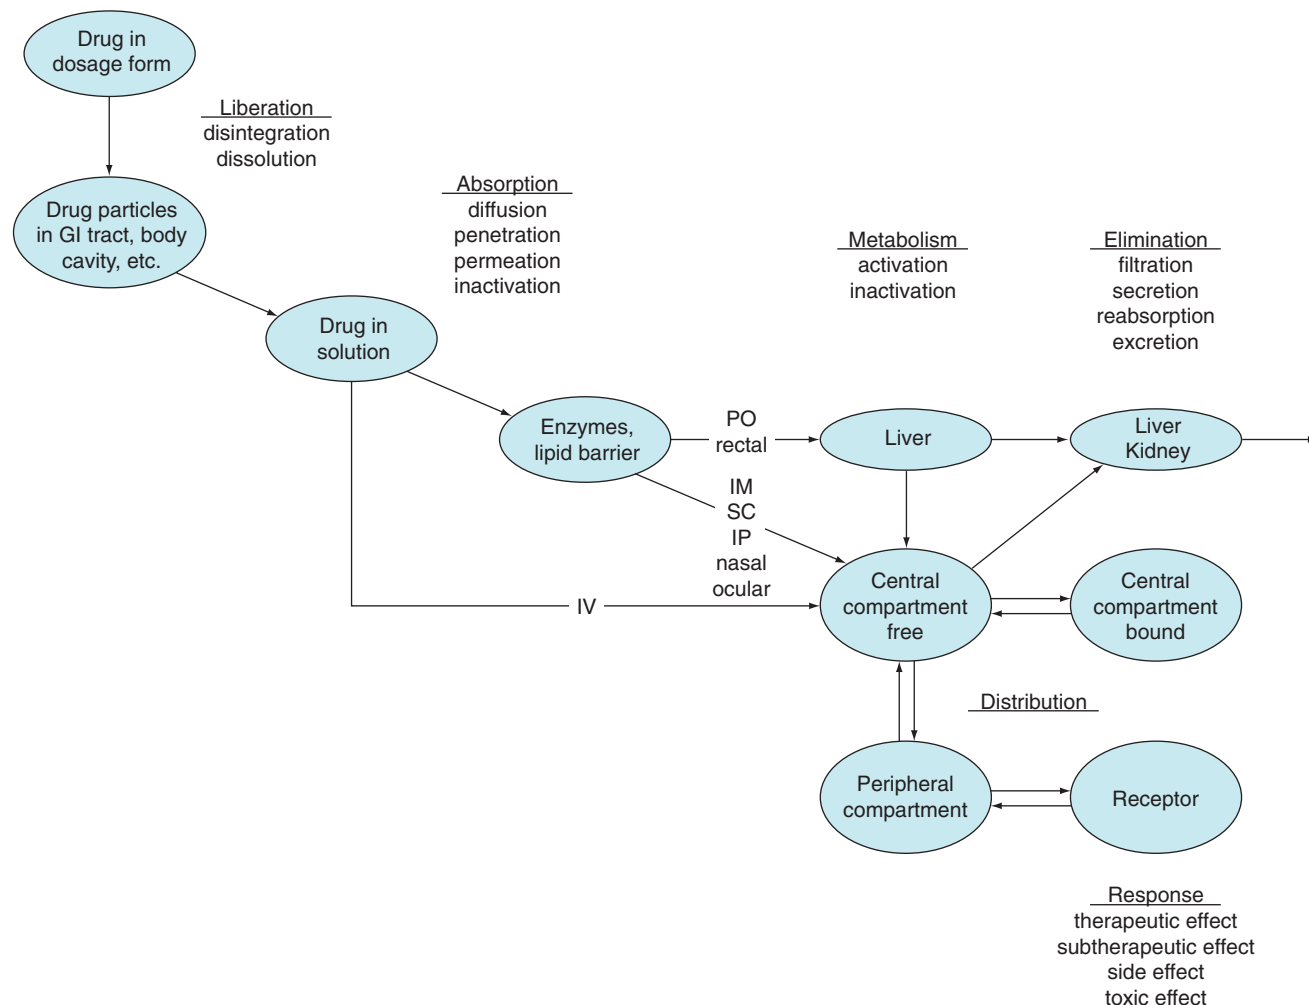 Drug in
dosage form
Liberation
disintegration
dissolution
Drug particles
in GI tract, body
cavity, etc.
Absorption
diffusion
penetration
permeation
inactivation
Metabolism
activation
inactivation
Elimination
filtration
secretion
reabsorption
excretion
Drug in
solution
Enzymes,
lipid barrier
PO
rectal
Liver
Liver
Kidney
IM
SC
IP
nasal
ocular
IV
Central
compartment
free
Central
compartment
bound
Distribution
Peripheral
compartment
Receptor
Response
therapeutic effect
subtherapeutic effect
side effect
toxic effect